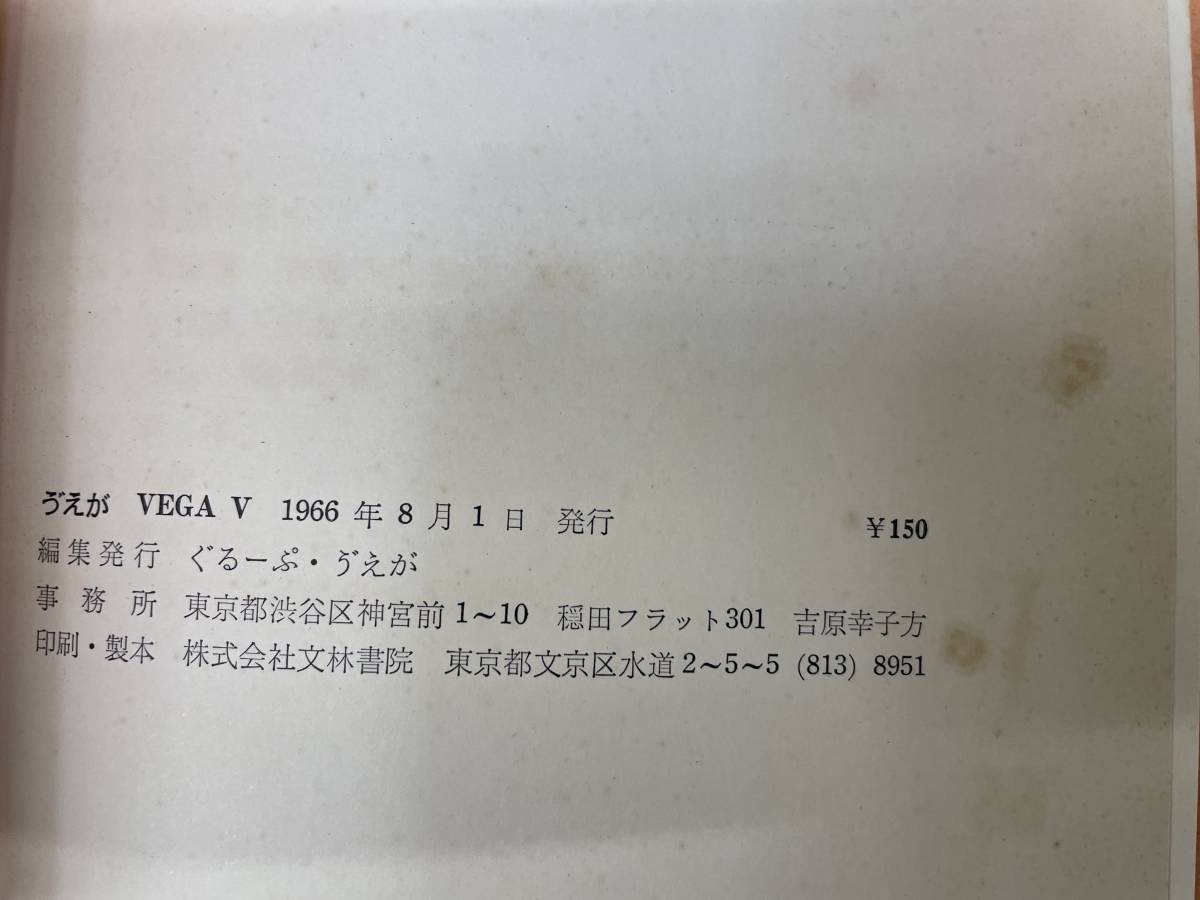 ゔえが VEGA V 1966年8月1日 発行 ¥150
編集発行 ぐるーぷ・ゔえが
事務所 東京都渋谷区神宮前1~10 穏田フラット301 吉原幸子方
印刷・製本 株式会社文林書院 東京都文京区水道2~5~5 (813) 8951